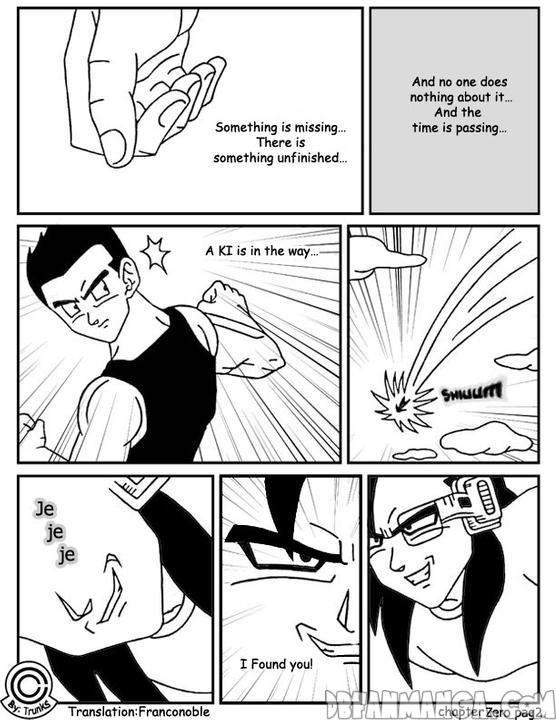 Something is missing...
There is
something unfinished...
And no one does
nothing about it...
And the
time is passing...
A KI is in the way...
SHIUUM
Je
je
je
I Found you!
C
By: Trunks
Translation:Franconoble
chapter Zero pag2
DBFANMANGA.COM